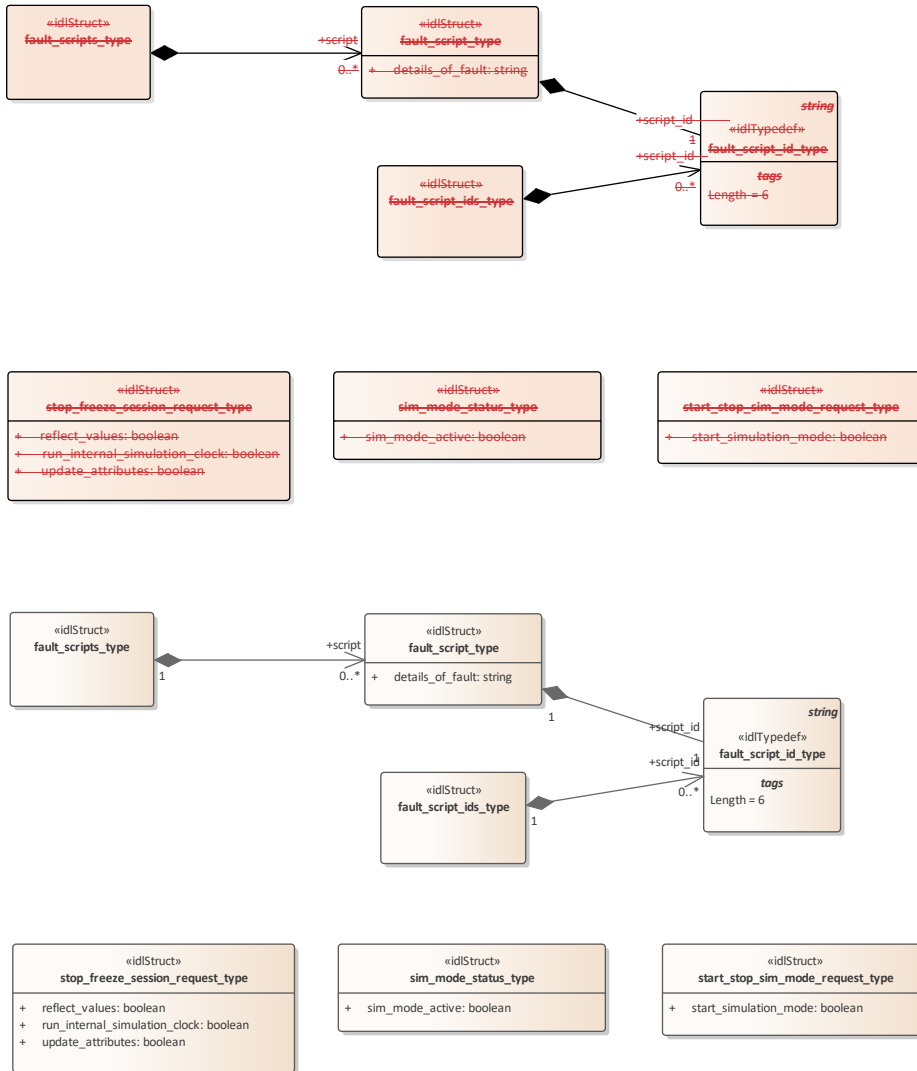 «idlStruct»
fault_scripts_type
+script
0..*
«idlStruct»
fault_script_type
+ details_of_fault: string
+script_id
1
string
«idlTypedef»
fault_script_id_type
tags
Length = 6
+script_id
0..*
«idlStruct»
fault_script_ids_type
«idlStruct»
stop_freeze_session_request_type
+ reflect_values: boolean
+ run_internal_simulation_clock: boolean
+ update_attributes: boolean
«idlStruct»
sim_mode_status_type
+ sim_mode_active: boolean
«idlStruct»
start_stop_sim_mode_request_type
+ start_simulation_mode: boolean
«idlStruct»
fault_scripts_type
1
+script
0..*
«idlStruct»
fault_script_type
+ details_of_fault: string
1
+script_id
1
string
«idlTypedef»
fault_script_id_type
tags
Length = 6
+script_id
0..*
«idlStruct»
fault_script_ids_type
1
«idlStruct»
stop_freeze_session_request_type
+ reflect_values: boolean
+ run_internal_simulation_clock: boolean
+ update_attributes: boolean
«idlStruct»
sim_mode_status_type
+ sim_mode_active: boolean
«idlStruct»
start_stop_sim_mode_request_type
+ start_simulation_mode: boolean